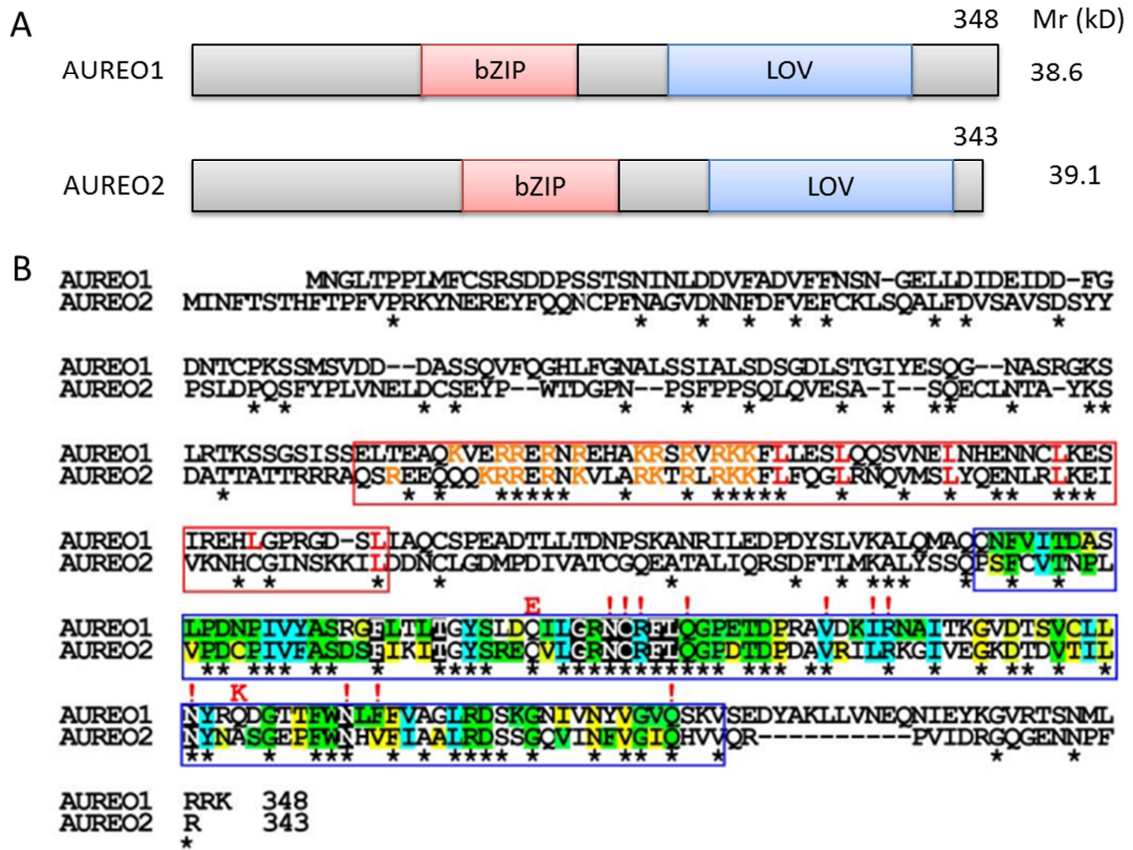 A
348 Mr (kD)
AUREO1 bZIP LOV 38.6
343
AUREO2 bZIP LOV 39.1
B
AUREO1 MNGLTPPLMFCSRSDDPSSTSNINLDDVFADVFFNSN-GELLDIDEIDD-FG
AUREO2 MINFTSTHFTPFVPRKYNEREYFQQNCPFNAGVDNNFDFVEFCKLSQALFDVSAVSDSYY
AUREO1 DNTCPKSSMSVDD--DASSQVFQGHLFGNALSSIALSDSGDLSTGIYESQG--NASRGKS
AUREO2 PSLDPQSFYPLVNELDCSEYP--WTDGPN--PSFPPSQLQVESA-I--SQECLNTA-YKS
AUREO1 LRTKSSGSISSELTEAQKVERRERNREHAKRSRVRKKFLLESLQQSVNELNHENNCLKES
AUREO2 DATTATTTRRRAQSREEQQQKRRERNKVLARKTRLRKKFLFQGLRNQVMSLYQENLRLKEI
AUREO1 IREHLGPRGD-SLIAQCSPEADTLLTDNPSKANRILEDPDYSLVKALQMAQQNFVITDAS
AUREO2 VKNHCGINSKKILDDNCLGDMPDIVATCGQEATALIQRSDFTLMKALYSSQPSFCVTNPL
E ! ! ! ! ! ! !
AUREO1 LPDNPIVYASRGFLTLTGYSLDQILGRNCRFLQGPETDPRAVDKIRNAITKGVDTSVCLL
AUREO2 VPDCPIVFASDSFIKITGYSREQVLGRNCRFLQGPDTDPDAVRILRKGIVEGKDTDVTIL
! K ! ! !
AUREO1 NYRQDGTTFWNLFFVAGLRDSKGNIVNYVGVQSKVSEDYAKLLVNEQNIEYKGVRTSNML
AUREO2 NYNASGEPFWNHVFIAALRDSSGQVINFVGIQHVVQR-----------PVIDRGQGENNPF
AUREO1 RRK 348
AUREO2 R 343